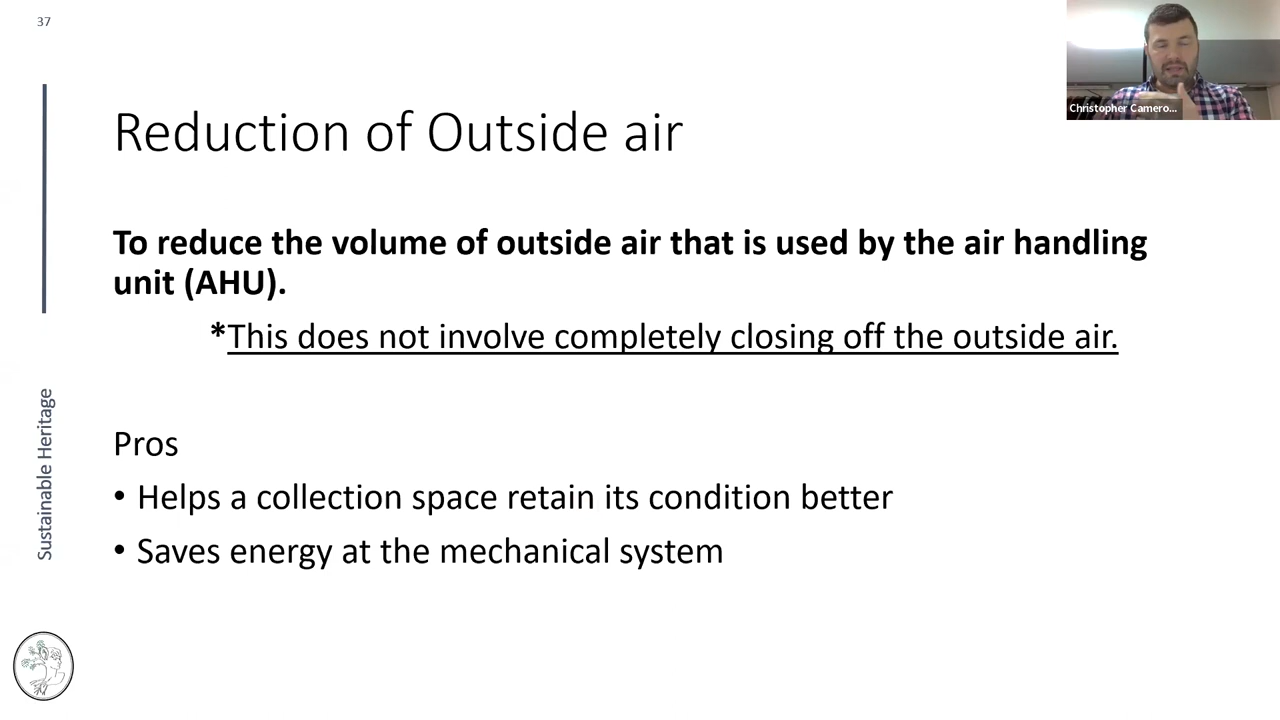 37
Christopher Camero...
Reduction of Outside air
To reduce the volume of outside air that is used by the air handling
unit (AHU).
*This does not involve completely closing off the outside air.
Pros
• Helps a collection space retain its condition better
• Saves energy at the mechanical system
Sustainable Heritage